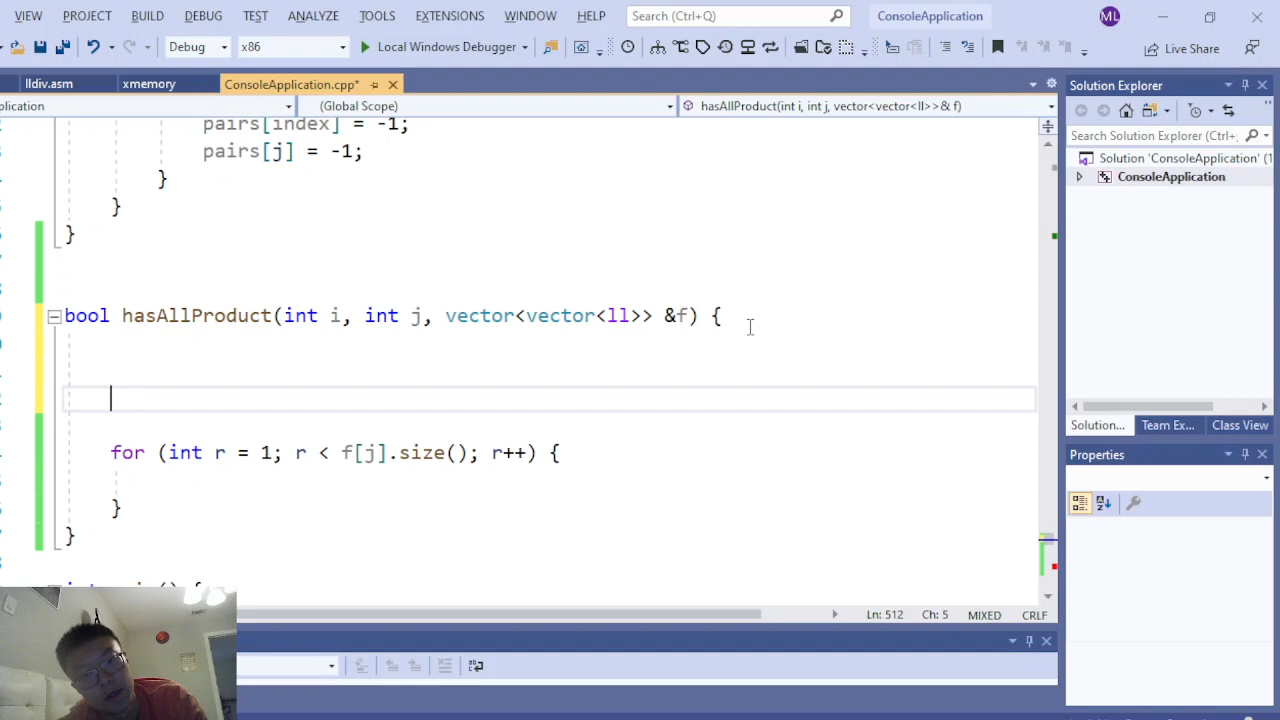 VIEW PROJECT BUILD DEBUG TEST ANALYZE TOOLS EXTENSIONS WINDOW HELP Search (Ctrl+Q) ConsoleApplication ML
Debug x86 Local Windows Debugger Live Share
lldiv.asm xmemory ConsoleApplication.cpp*
plication (Global Scope) hasAllProduct(int i, int j, vector<vector<ll>>& f)
pairs[index] = -1;
pairs[j] = -1;
}
}
}
bool hasAllProduct(int i, int j, vector<vector<ll>> &f) {
for (int r = 1; r < f[j].size(); r++) {
}
}
Ln: 512 Ch: 5 MIXED CRLF
Solution Explorer
Search Solution Explorer (Ctrl+;
Solution 'ConsoleApplication' (1
ConsoleApplication
Solution... Team Ex... Class View
Properties